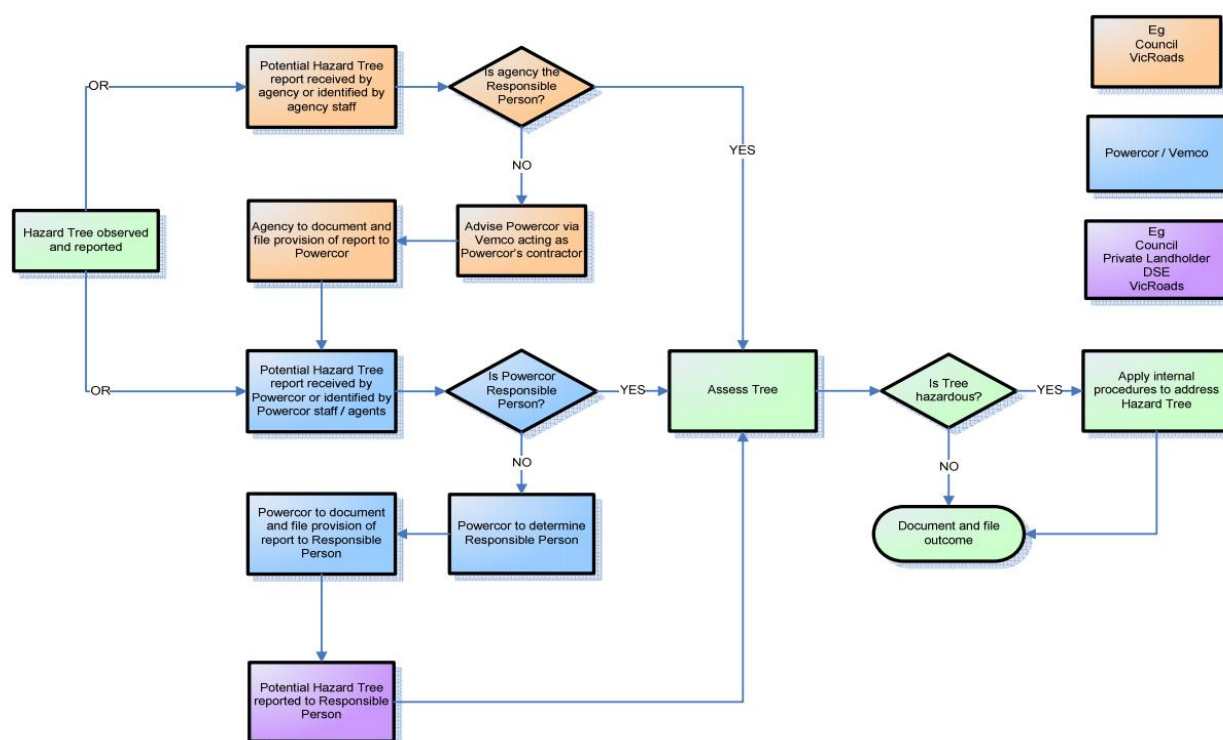 OR
Potential Hazard Tree
report received by
agency or identified by
agency staff
Is agency the
Responsible
Person?
YES
NO
Eg
Council
VicRoads
Powercor / Vemco
Eg
Council
Private Landholder
DSE
VicRoads
Hazard Tree observed
and reported
Agency to document and
file provision of report to
Powercor
Advise Powercor via
Vemco acting as
Powercor's contractor
OR
Potential Hazard Tree
report received by
Powercor or identified by
Powercor staff / agents
Is Powercor
Responsible
Person?
YES
NO
Assess Tree
Is Tree
hazardous?
YES
NO
Apply internal
procedures to address
Hazard Tree
Powercor to document
and file provision of
report to Responsible
Person
Powercor to determine
Responsible Person
Document and file
outcome
Potential Hazard Tree
reported to Responsible
Person